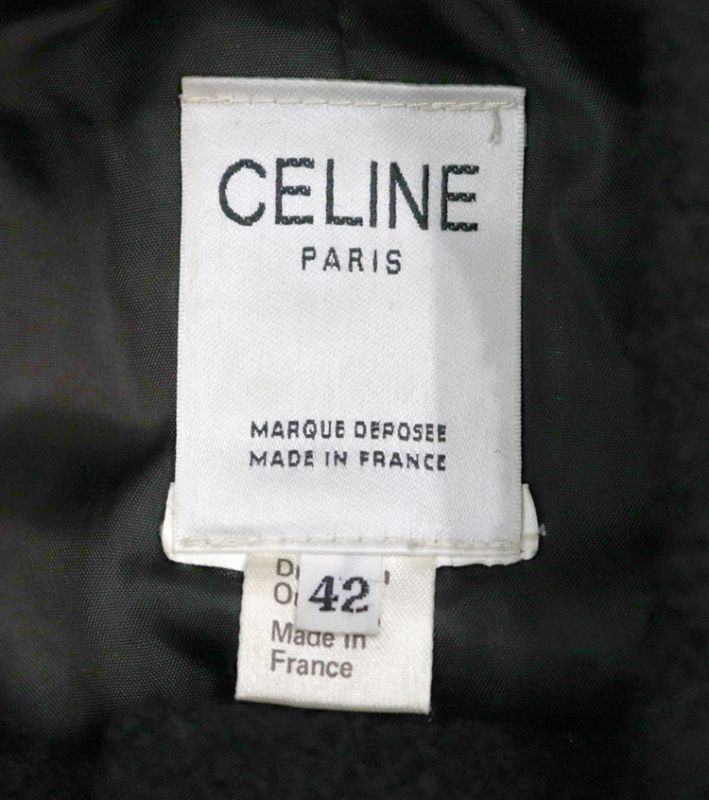 CELINE
PARIS
MARQUE DEPOSEE
MADE IN FRANCE
42
Made in
France